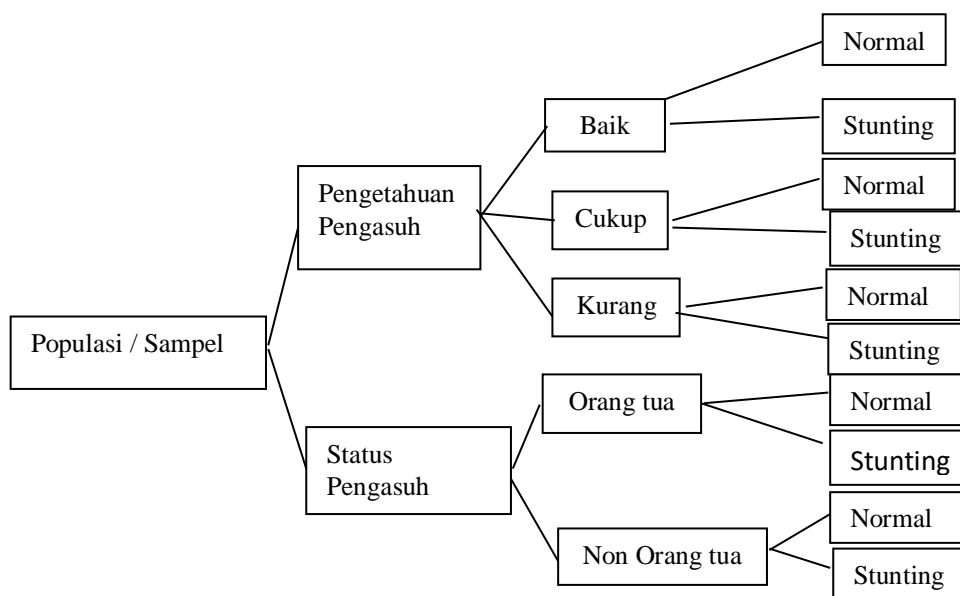 Normal
Baik
Stunting
Pengetahuan
Pengasuh
Normal
Cukup
Stunting
Kurang
Normal
Populasi / Sampel
Stunting
Orang tua
Normal
Status
Pengasuh
Stunting
Normal
Non Orang tua
Stunting